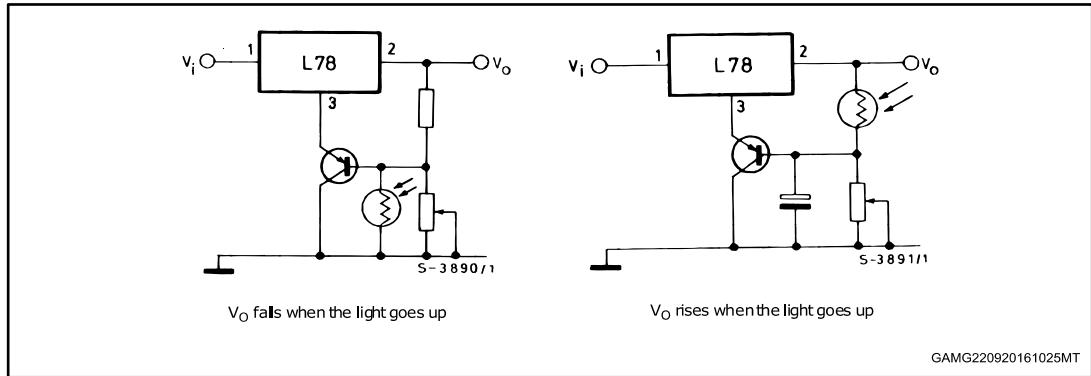 1
L78
2
Vi
VO
3
S-3890/1
VO falls when the light goes up
1
L78
2
Vi
VO
3
S-3891/1
VO rises when the light goes up
GAMG220920161025MT